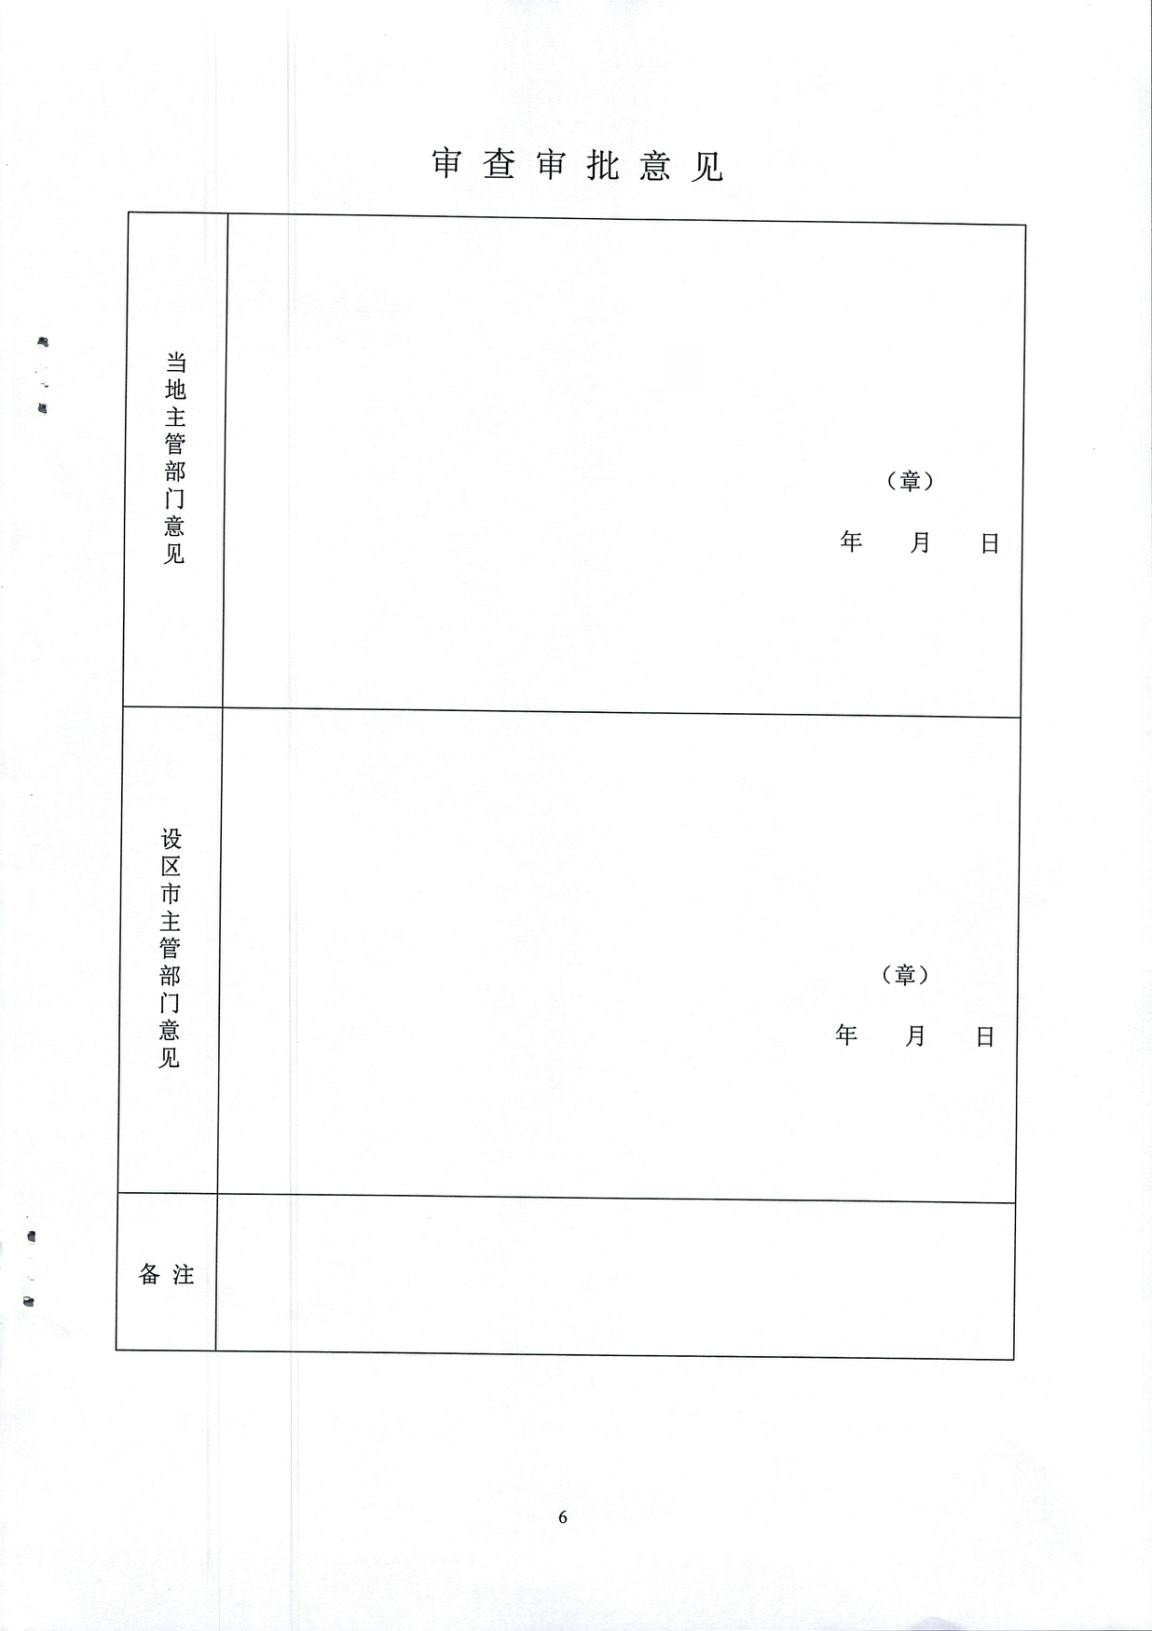 审查审批意见
当地主管部门意见
（章）
年 月 日
设区市主管部门意见
（章）
年 月 日
备注
6